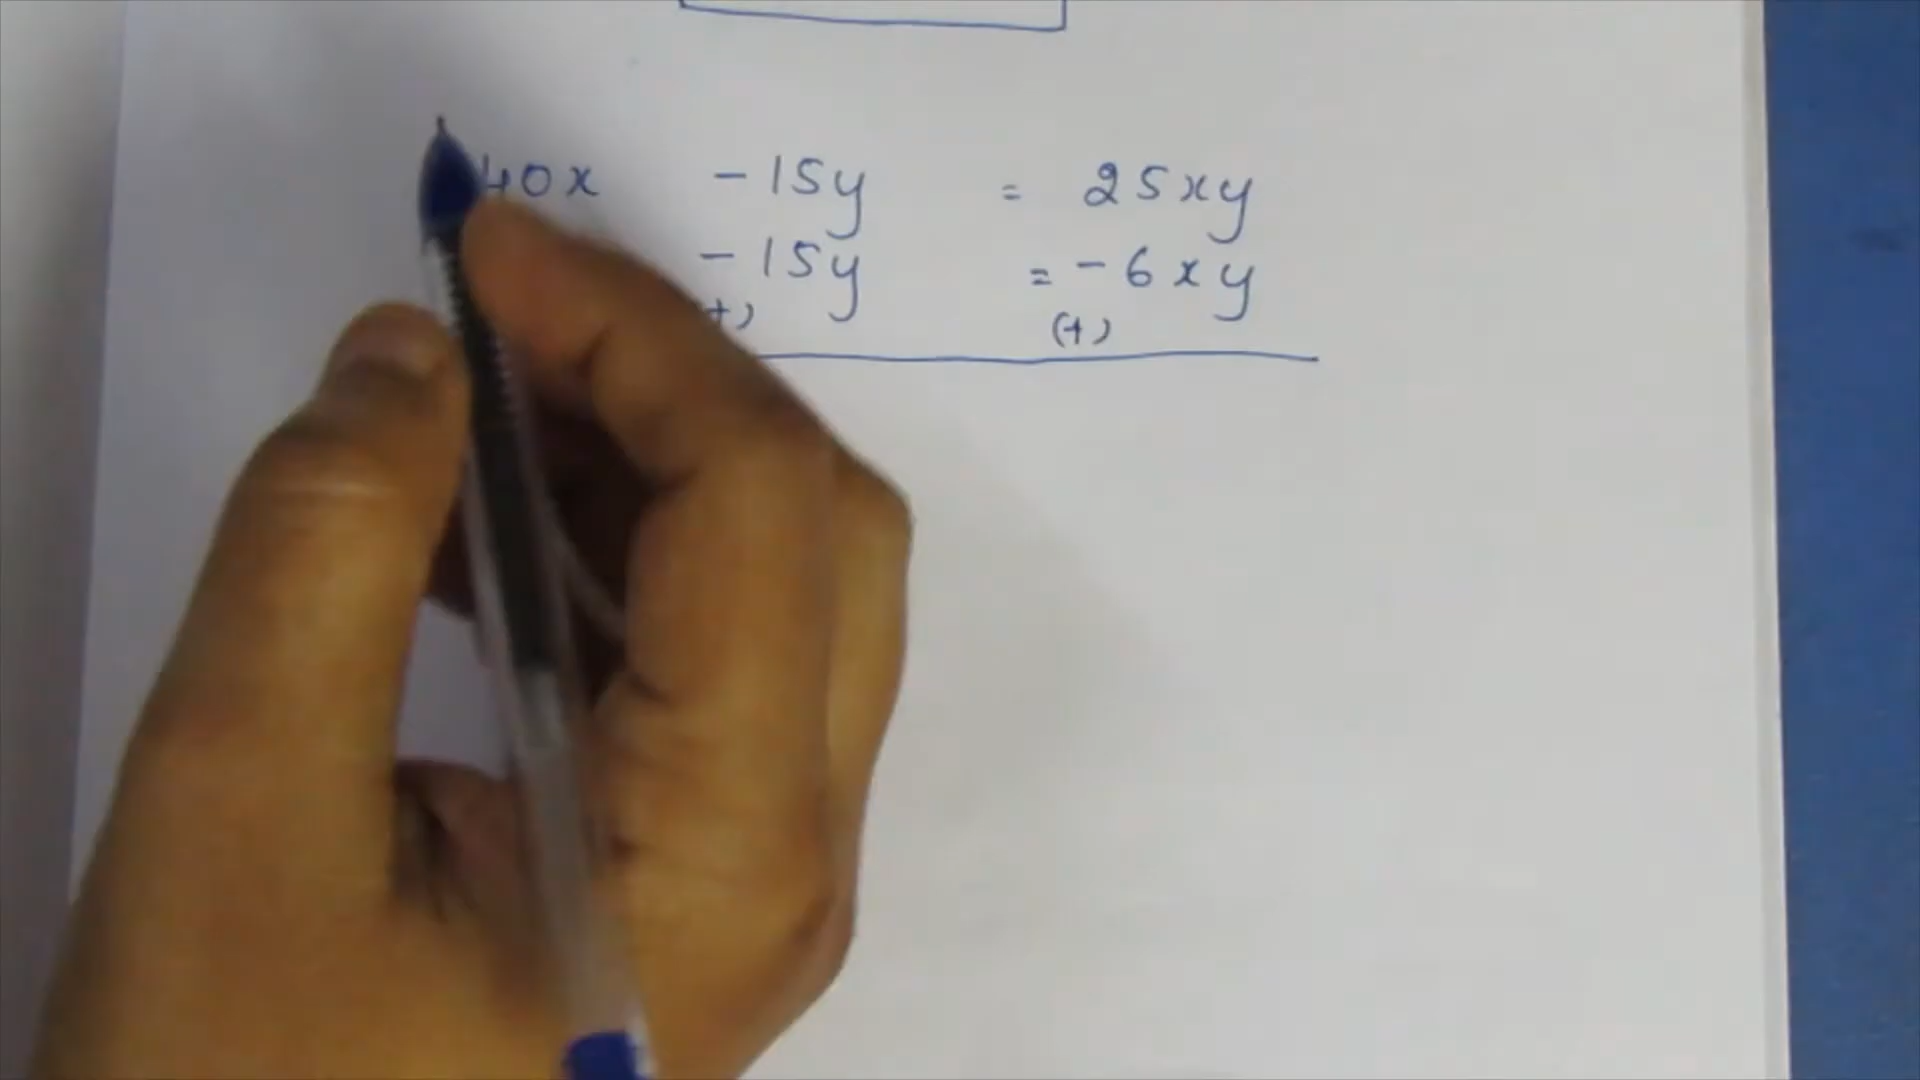 40x - 15y = 25xy
- 15y = - 6xy
(+) (+)